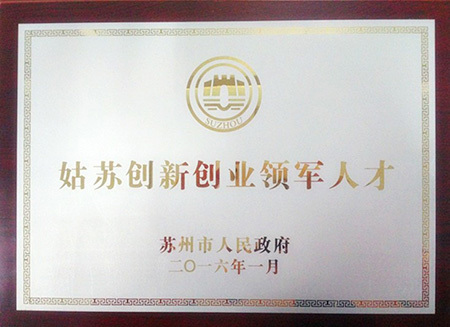 SUZHOU
姑苏创新创业领军人才
苏州市人民政府
二〇一六年一月